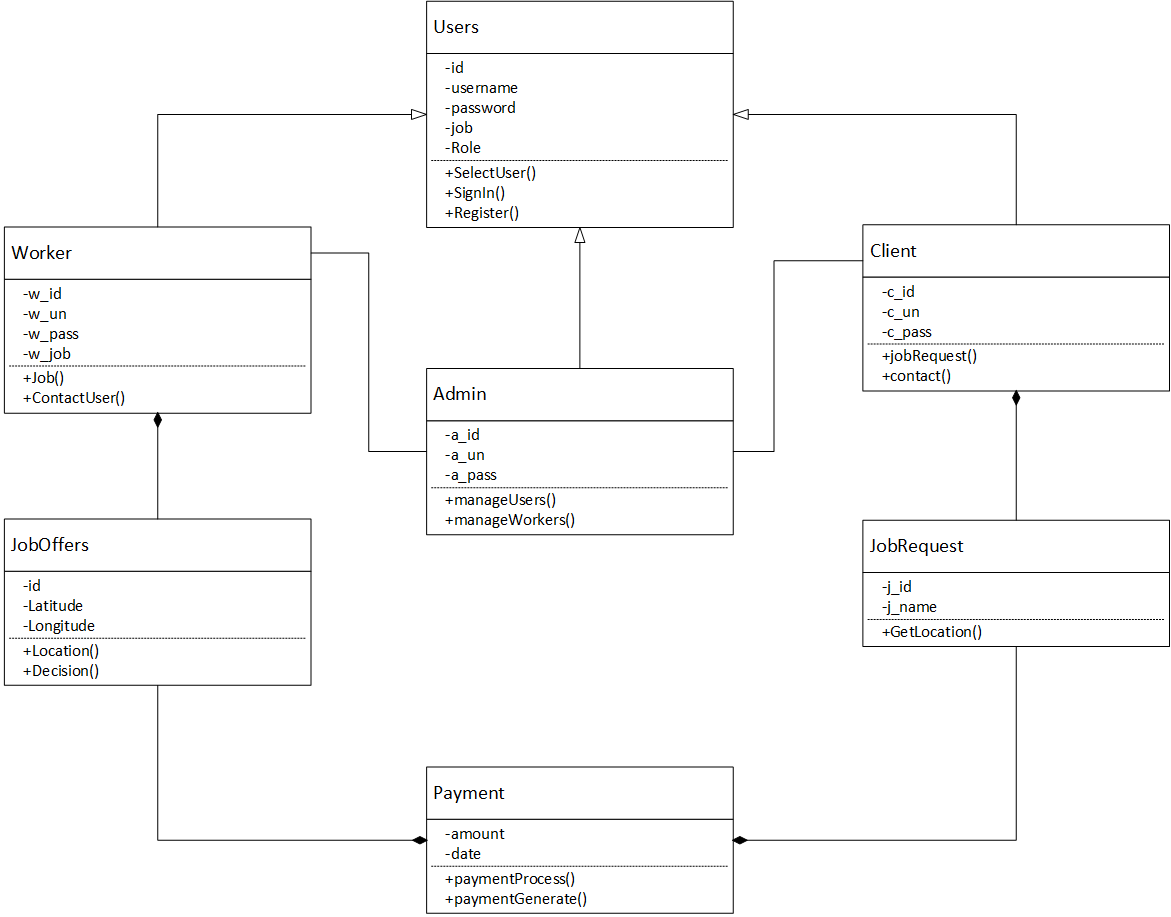 Users
-id
-username
-password
-job
-Role
+SelectUser()
+SignIn()
+Register()
Worker
-w_id
-w_un
-w_pass
-w_job
+Job()
+ContactUser()
Client
-c_id
-c_un
-c_pass
+jobRequest()
+contact()
Admin
-a_id
-a_un
-a_pass
+manageUsers()
+manageWorkers()
JobOffers
-id
-Latitude
-Longitude
+Location()
+Decision()
JobRequest
-j_id
-j_name
+GetLocation()
Payment
-amount
-date
+paymentProcess()
+paymentGenerate()